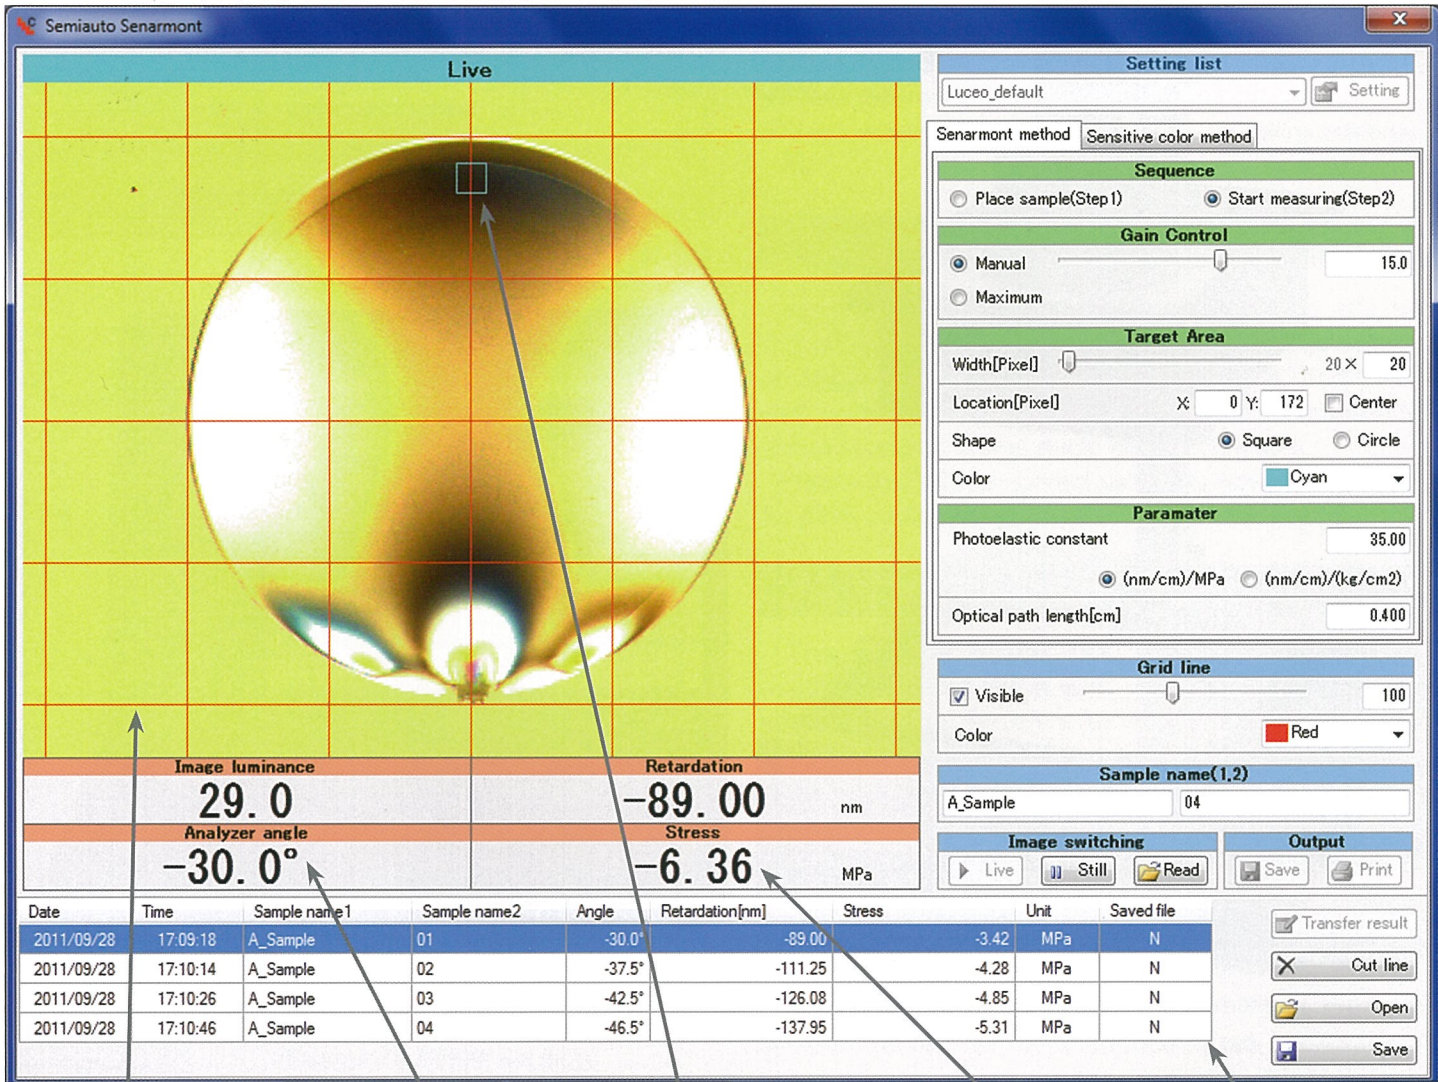 Semiauto Senarmont
Live
Image luminance
29.0
Retardation
-89.00 nm
Analyzer angle
-30.0°
Stress
-6.36 MPa
Setting list
Luceo_default Setting
Senarmont method Sensitive color method
Sequence
Place sample(Step1) Start measuring(Step2)
Gain Control
Manual 15.0
Maximum
Target Area
Width[Pixel] 20 × 20
Location[Pixel] X: 0 Y: 172 Center
Shape Square Circle
Color Cyan
Paramater
Photoelastic constant 35.00
(nm/cm)/MPa (nm/cm)/(kg/cm2)
Optical path length[cm] 0.400
Grid line
Visible 100
Color Red
Sample name(1,2)
A_Sample 04
Image switching Output
Live Still Read Save Print
Date Time Sample name1 Sample name2 Angle Retardation[nm] Stress Unit Saved file
2011/09/28 17:09:18 A_Sample 01 -30.0° -89.00 -3.42 MPa N
2011/09/28 17:10:14 A_Sample 02 -37.5° -111.25 -4.28 MPa N
2011/09/28 17:10:26 A_Sample 03 -42.5° -126.08 -4.85 MPa N
2011/09/28 17:10:46 A_Sample 04 -46.5° -137.95 -5.31 MPa N
Transfer result
Cut line
Open
Save